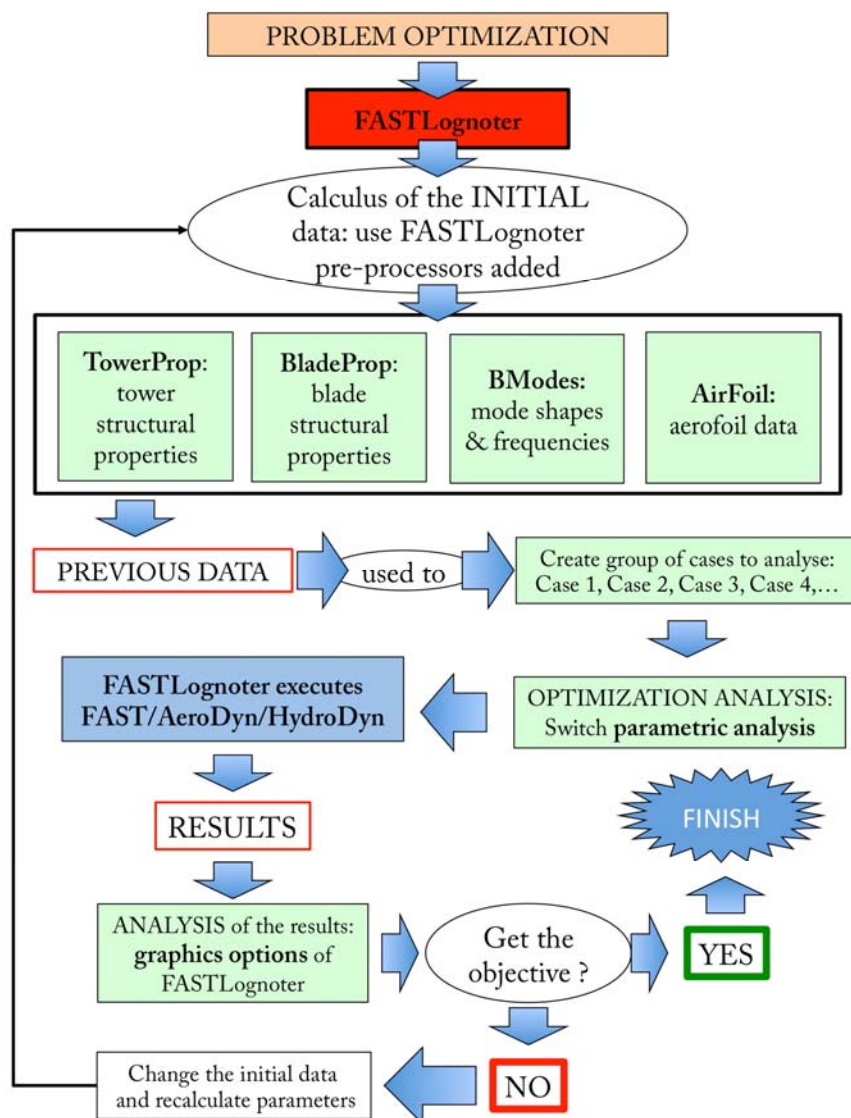 PROBLEM OPTIMIZATION
FASTLognoter
Calculus of the INITIAL
data: use FASTLognoter
pre-processors added
TowerProp:
tower
structural
properties
BladeProp:
blade
structural
properties
BModes:
mode shapes
& frequencies
AirFoil:
aerofoil data
PREVIOUS DATA
used to
Create group of cases to analyse:
Case 1, Case 2, Case 3, Case 4,…
OPTIMIZATION ANALYSIS:
Switch parametric analysis
FASTLognoter executes
FAST/AeroDyn/HydroDyn
RESULTS
ANALYSIS of the results:
graphics options of
FASTLognoter
Get the
objective ?
YES
FINISH
NO
Change the initial data
and recalculate parameters